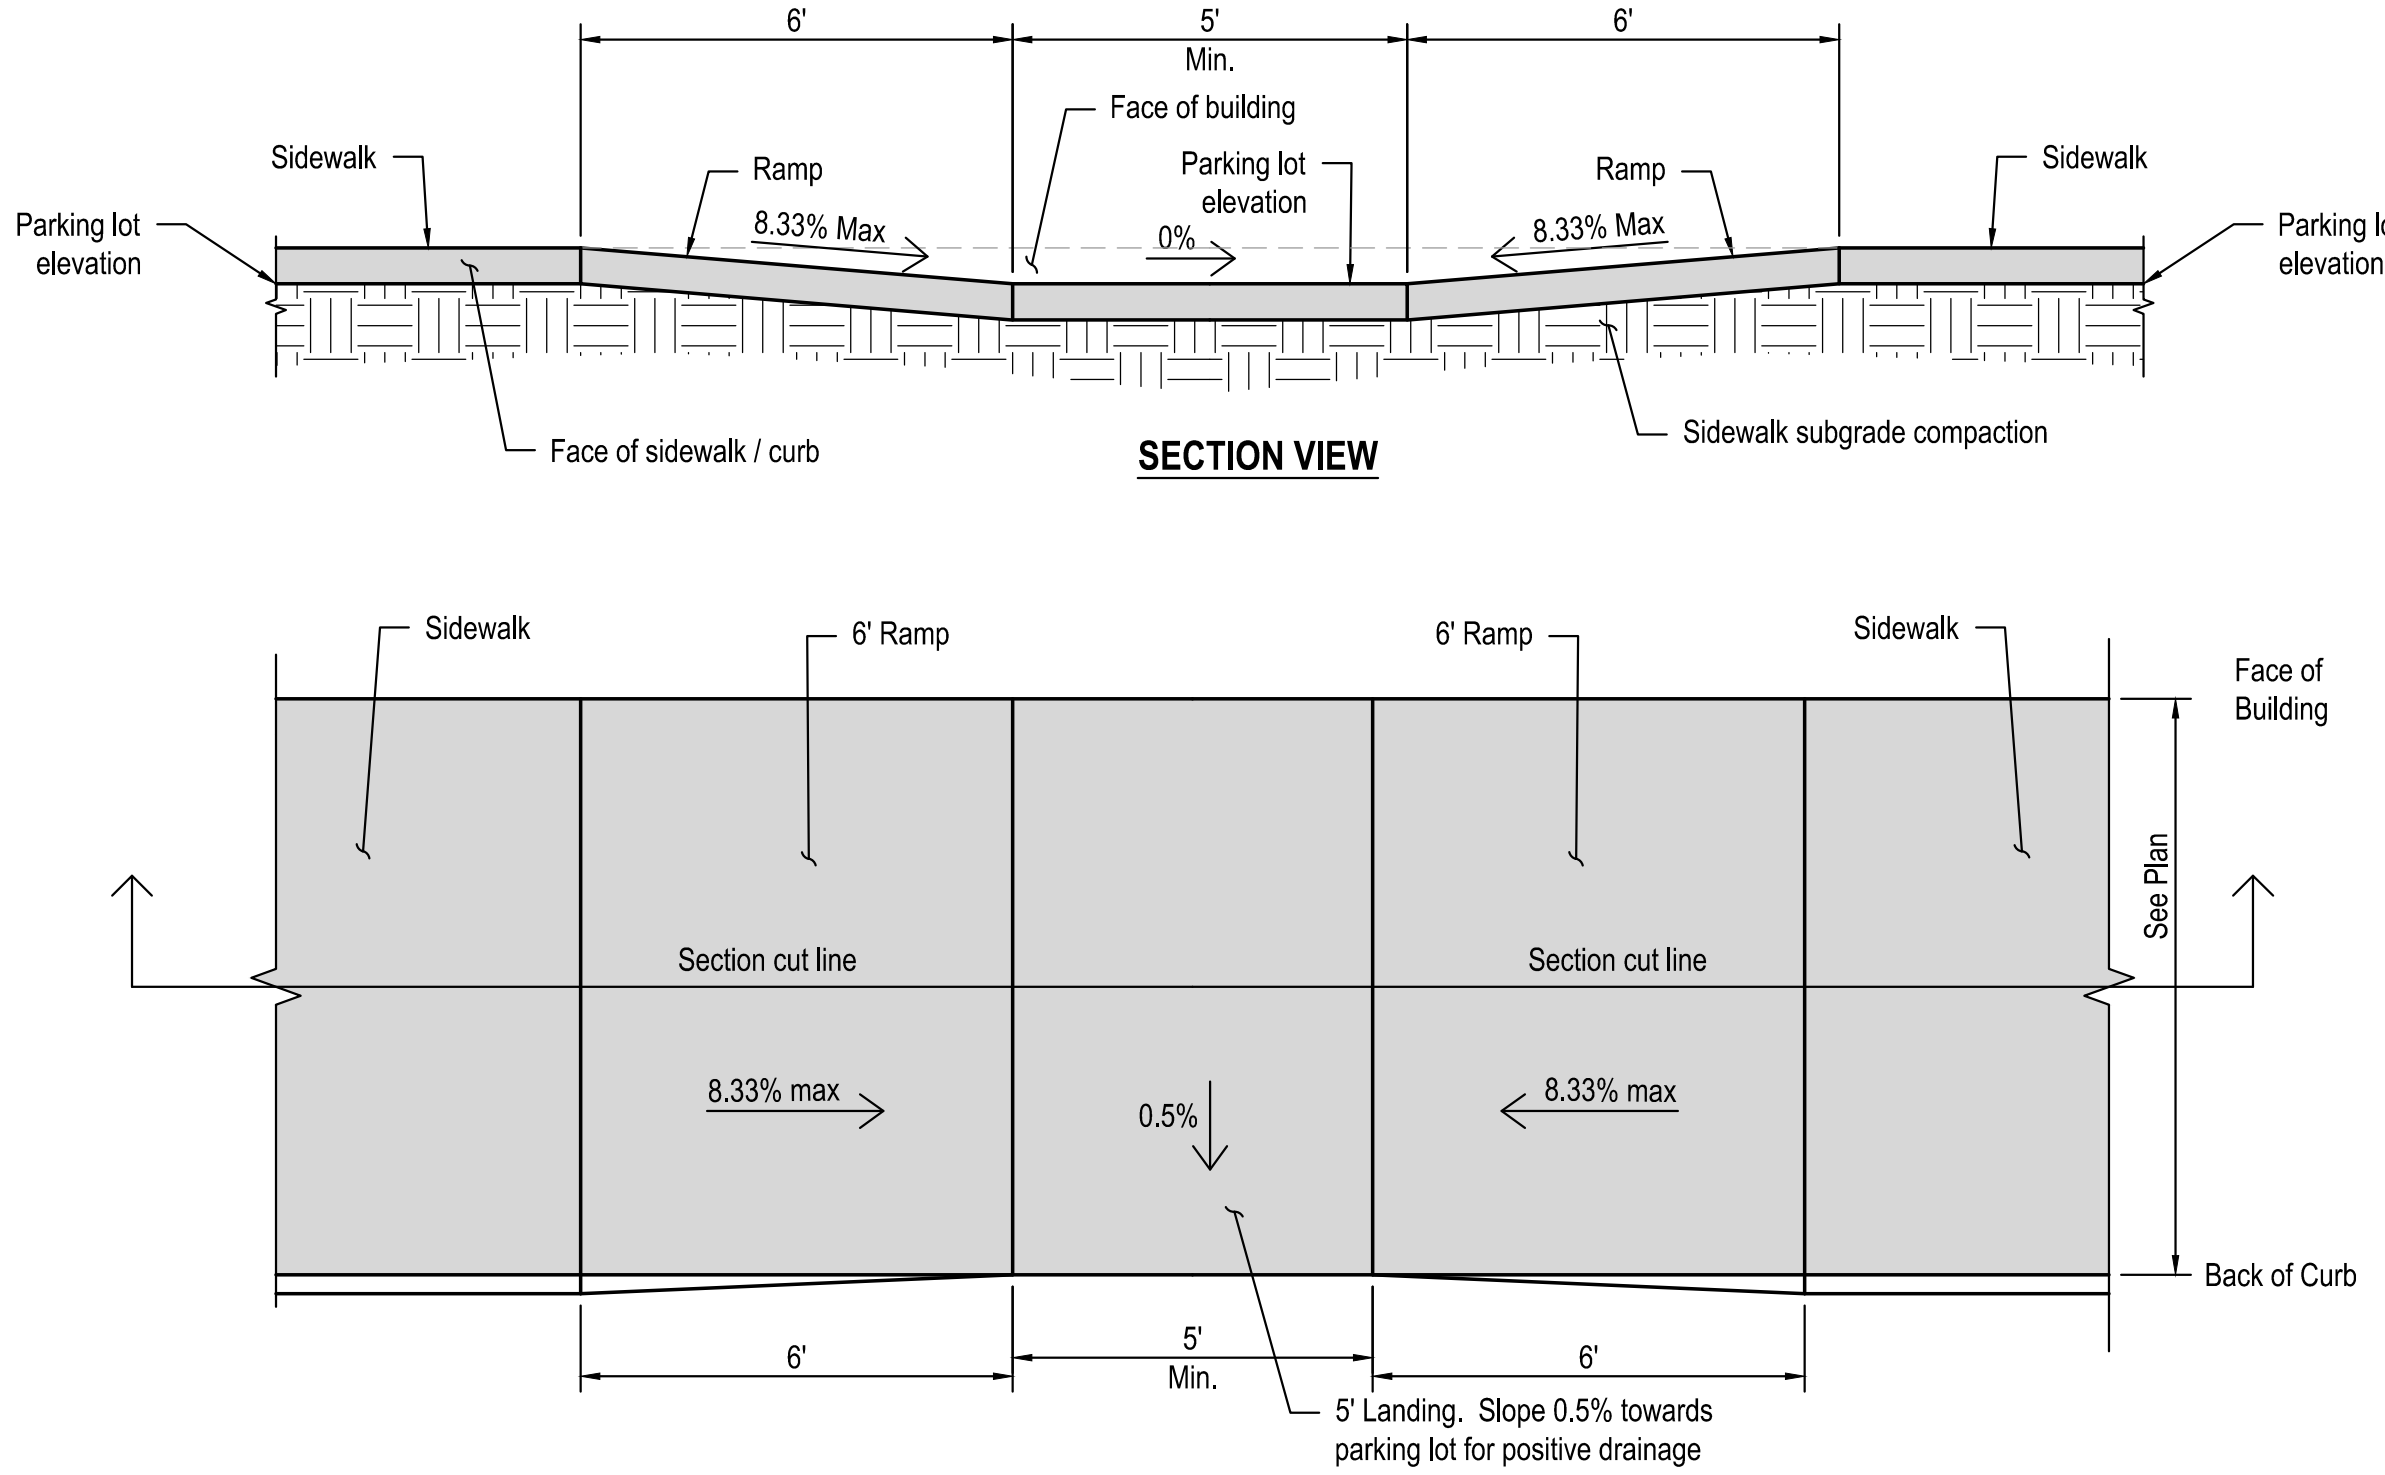 6'
5'
6'
Min.
Face of building
Sidewalk
Ramp
Parking lot
elevation
Ramp
Sidewalk
Parking lot
elevation
8.33% Max
0%
8.33% Max
Parking l
elevation
Face of sidewalk / curb
SECTION VIEW
Sidewalk subgrade compaction
Sidewalk
6' Ramp
6' Ramp
Sidewalk
Face of
Building
See Plan
Section cut line
Section cut line
8.33% max
0.5%
8.33% max
Back of Curb
6'
5'
Min.
6'
5' Landing. Slope 0.5% towards
parking lot for positive drainage